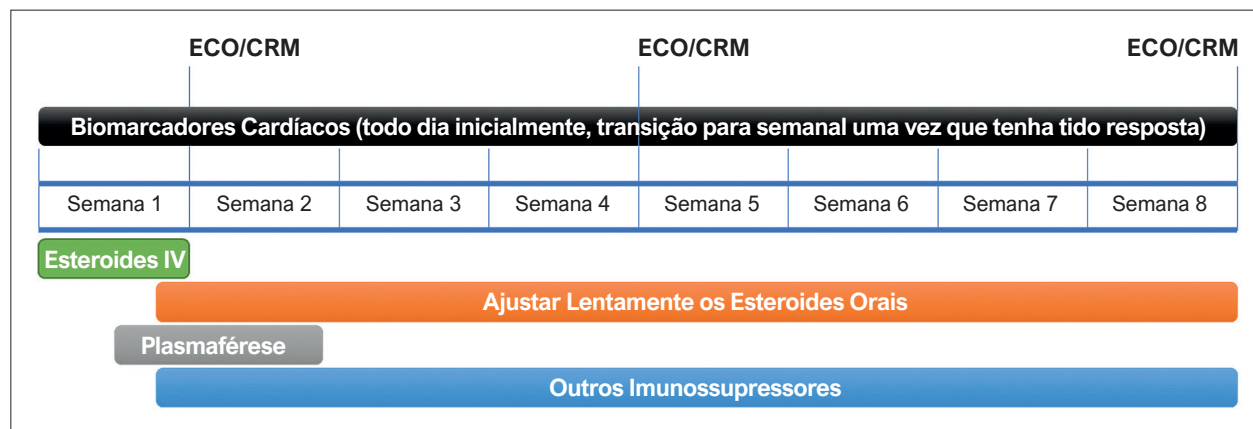 ECO/CRM ECO/CRM ECO/CRM
Biomarcadores Cardíacos (todo dia inicialmente, transição para semanal uma vez que tenha tido resposta)
Semana 1 Semana 2 Semana 3 Semana 4 Semana 5 Semana 6 Semana 7 Semana 8
Esteroides IV
Ajustar Lentamente os Esteroides Orais
Plasmaférese
Outros Imunossupressores